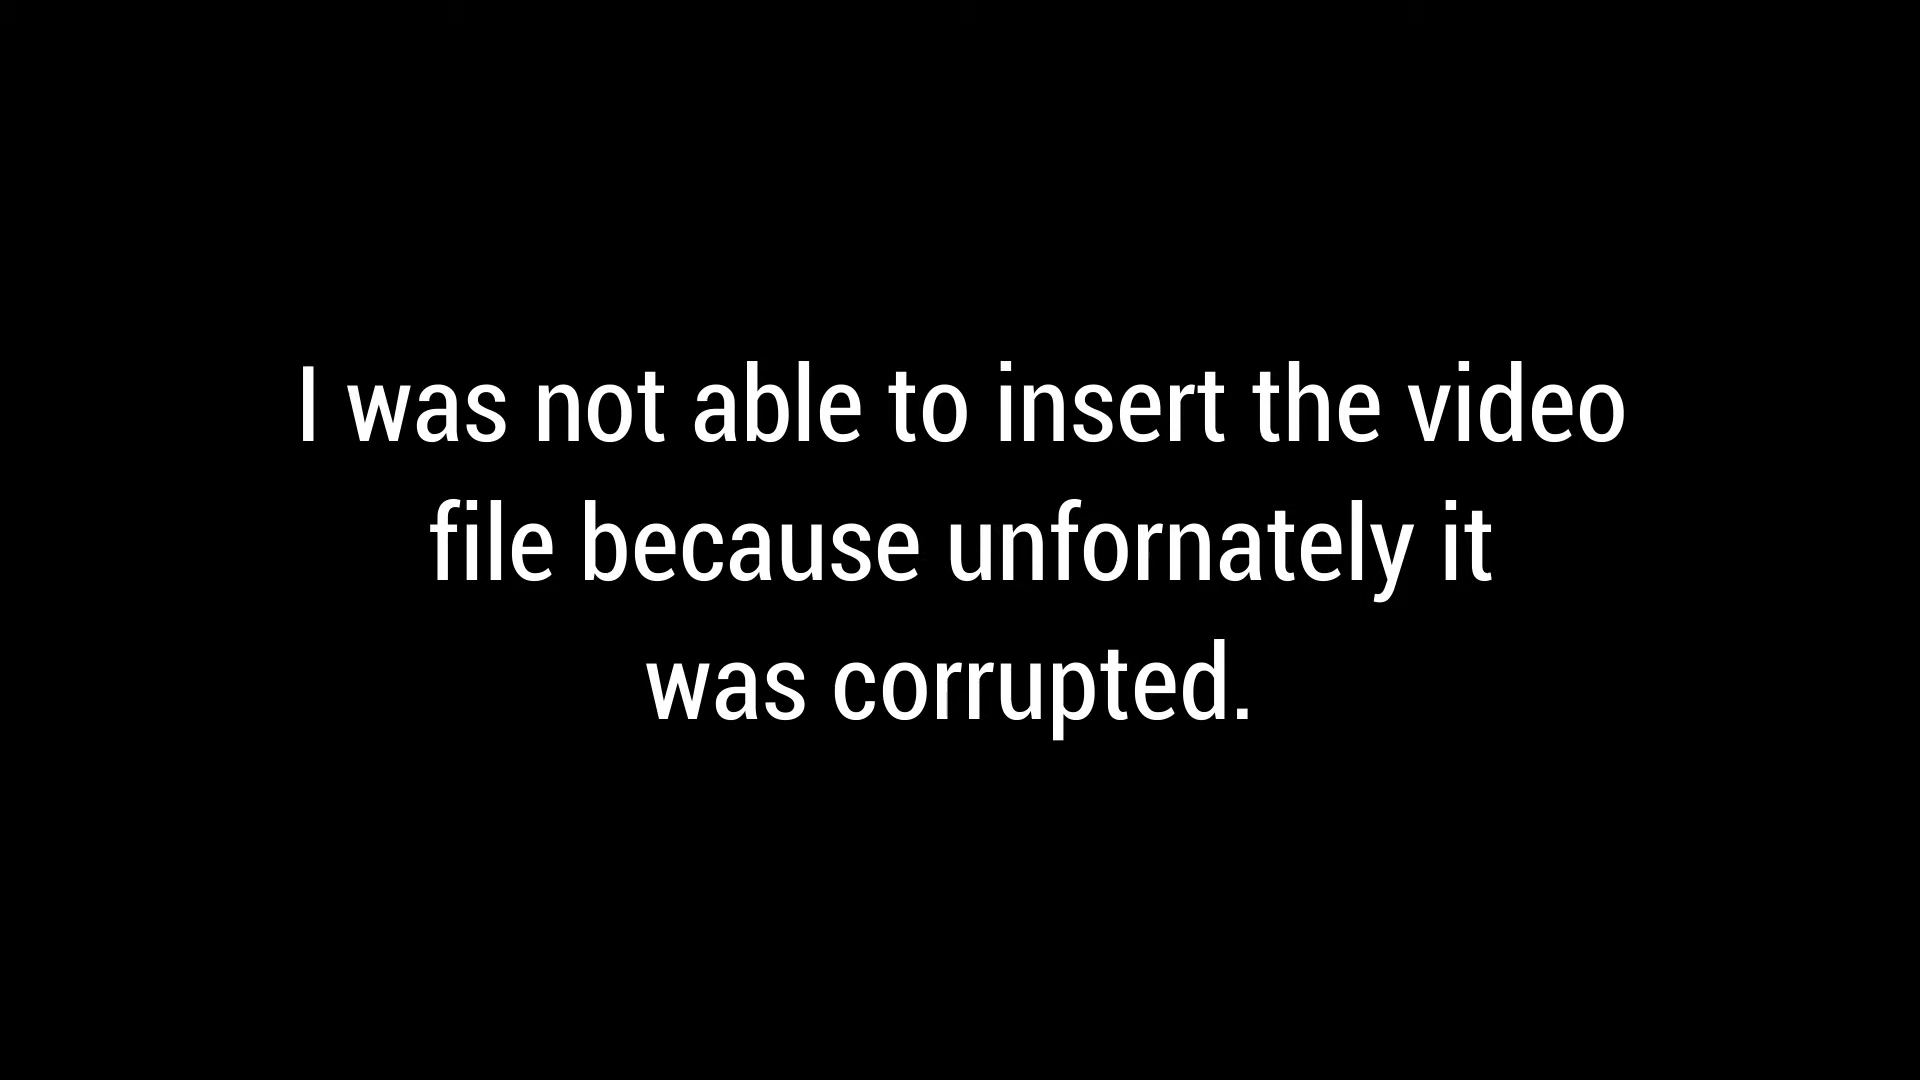 I was not able to insert the video
file because unfornately it
was corrupted.